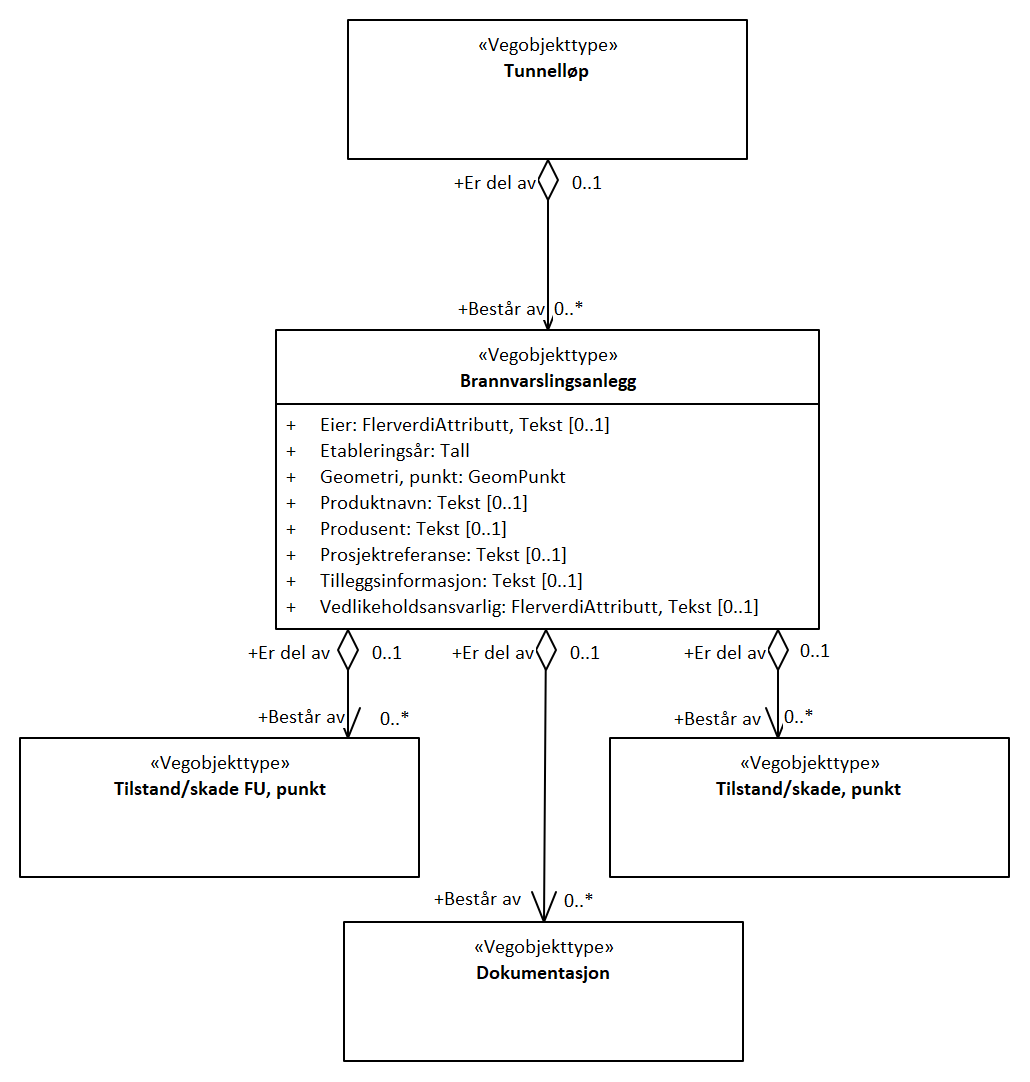 «Vegobjekttype»
Tunnelløp
+Er del av 0..1
+Består av 0..*
«Vegobjekttype»
Brannvarslingsanlegg
+ Eier: FlerverdiAttributt, Tekst [0..1]
+ Etableringsår: Tall
+ Geometri, punkt: GeomPunkt
+ Produktnavn: Tekst [0..1]
+ Produsent: Tekst [0..1]
+ Prosjektreferanse: Tekst [0..1]
+ Tilleggsinformasjon: Tekst [0..1]
+ Vedlikeholdsansvarlig: FlerverdiAttributt, Tekst [0..1]
+Er del av 0..1 +Er del av 0..1 +Er del av 0..1
+Består av 0..* +Består av 0..*
«Vegobjekttype» «Vegobjekttype»
Tilstand/skade FU, punkt Tilstand/skade, punkt
+Består av 0..*
«Vegobjekttype»
Dokumentasjon